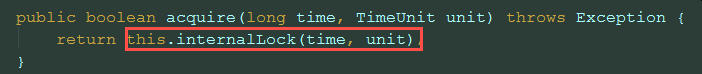 public boolean acquire(long time, TimeUnit unit) throws Exception {
    return this.internalLock(time, unit);
}